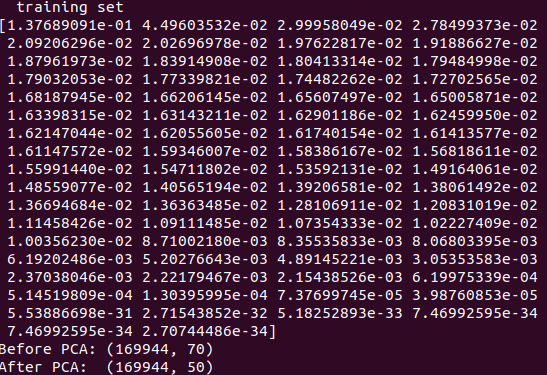 training set
[1.37689091e-01 4.49603532e-02 2.99958049e-02 2.78499373e-02
2.09206296e-02 2.02696978e-02 1.97622817e-02 1.91886627e-02
1.87961973e-02 1.83914908e-02 1.80413314e-02 1.79484998e-02
1.79032053e-02 1.77339821e-02 1.74482262e-02 1.72702565e-02
1.68187945e-02 1.66206145e-02 1.65607497e-02 1.65005871e-02
1.63398315e-02 1.63143211e-02 1.62901186e-02 1.62459950e-02
1.62147044e-02 1.62055605e-02 1.61740154e-02 1.61413577e-02
1.61147572e-02 1.59346007e-02 1.58386167e-02 1.56818611e-02
1.55991440e-02 1.54711802e-02 1.53592131e-02 1.49164061e-02
1.48559077e-02 1.40565194e-02 1.39206581e-02 1.38061492e-02
1.36694684e-02 1.36363485e-02 1.28106911e-02 1.20831019e-02
1.11458426e-02 1.09111485e-02 1.07354333e-02 1.02227409e-02
1.00356230e-02 8.71002180e-03 8.35535833e-03 8.06803395e-03
6.19202486e-03 5.20276643e-03 4.89145221e-03 3.05353583e-03
2.37038046e-03 2.22179467e-03 2.15438526e-03 6.19975339e-04
5.14519809e-04 1.30395995e-04 7.37699745e-05 3.98760853e-05
5.53886698e-31 2.71543852e-32 5.18252893e-33 7.46992595e-34
7.46992595e-34 2.70744486e-34]
Before PCA: (169944, 70)
After PCA:  (169944, 50)